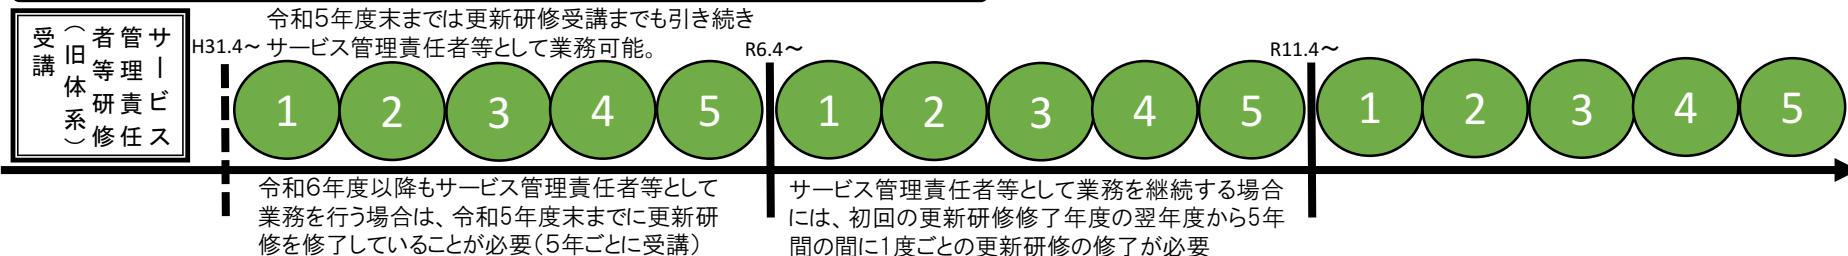 サービス
管理責任
者等研修
（旧体系）
受講
令和5年度末までは更新研修受講までも引き続き
サービス管理責任者等として業務可能。
H31.4～
R6.4～
R11.4～
1 2 3 4 5 1 2 3 4 5 1 2 3 4 5
令和6年度以降もサービス管理責任者等として
業務を行う場合は、令和5年度末までに更新研
修を修了していることが必要（5年ごとに受講）
サービス管理責任者等として業務を継続する場合
には、初回の更新研修修了年度の翌年度から5年
間の間に1度ごとの更新研修の修了が必要